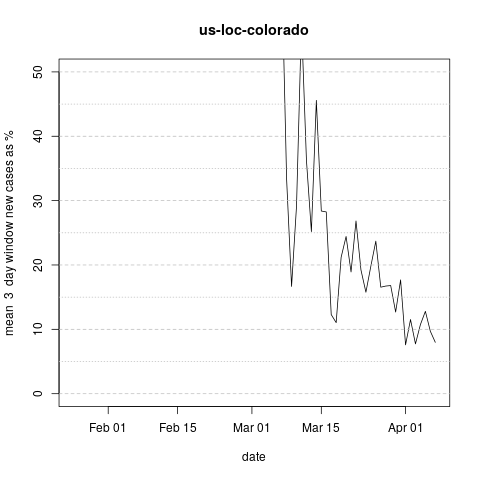 us-loc-colorado
mean  3  day window new cases as %
50
40
30
20
10
0
Feb 01
Feb 15
Mar 01
Mar 15
Apr 01
date